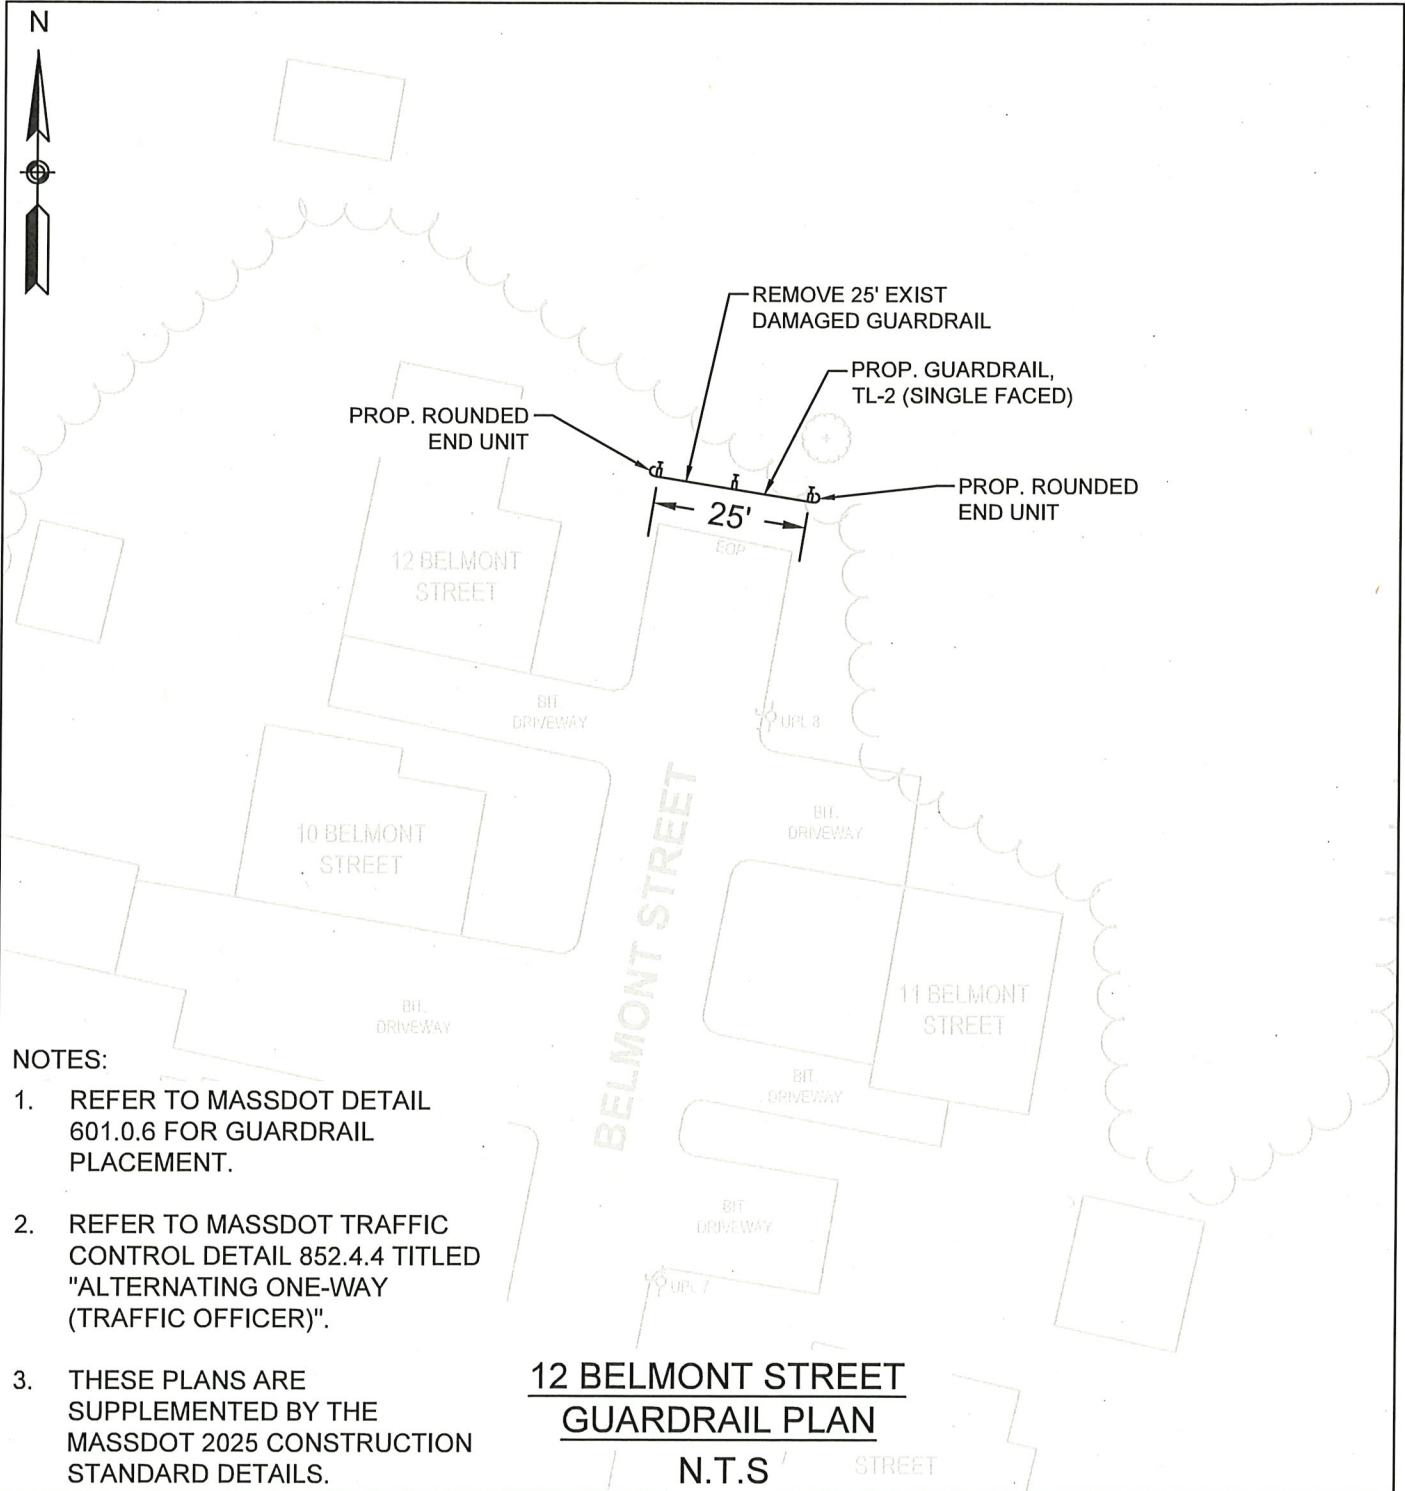 N
REMOVE 25' EXIST
DAMAGED GUARDRAIL
PROP. GUARDRAIL,
TL-2 (SINGLE FACED)
PROP. ROUNDED
END UNIT
PROP. ROUNDED
END UNIT
25'
EOP
12 BELMONT
STREET
BIT.
DRIVEWAY
UPL 8
10 BELMONT
STREET
BIT.
DRIVEWAY
BELMONT STREET
11 BELMONT
STREET
BIT.
DRIVEWAY
BIT.
DRIVEWAY
BIT.
DRIVEWAY
UPL 7
NOTES:
1. REFER TO MASSDOT DETAIL
601.0.6 FOR GUARDRAIL
PLACEMENT.
2. REFER TO MASSDOT TRAFFIC
CONTROL DETAIL 852.4.4 TITLED
"ALTERNATING ONE-WAY
(TRAFFIC OFFICER)".
3. THESE PLANS ARE
SUPPLEMENTED BY THE
MASSDOT 2025 CONSTRUCTION
STANDARD DETAILS.
12 BELMONT STREET
GUARDRAIL PLAN
N.T.S
STREET